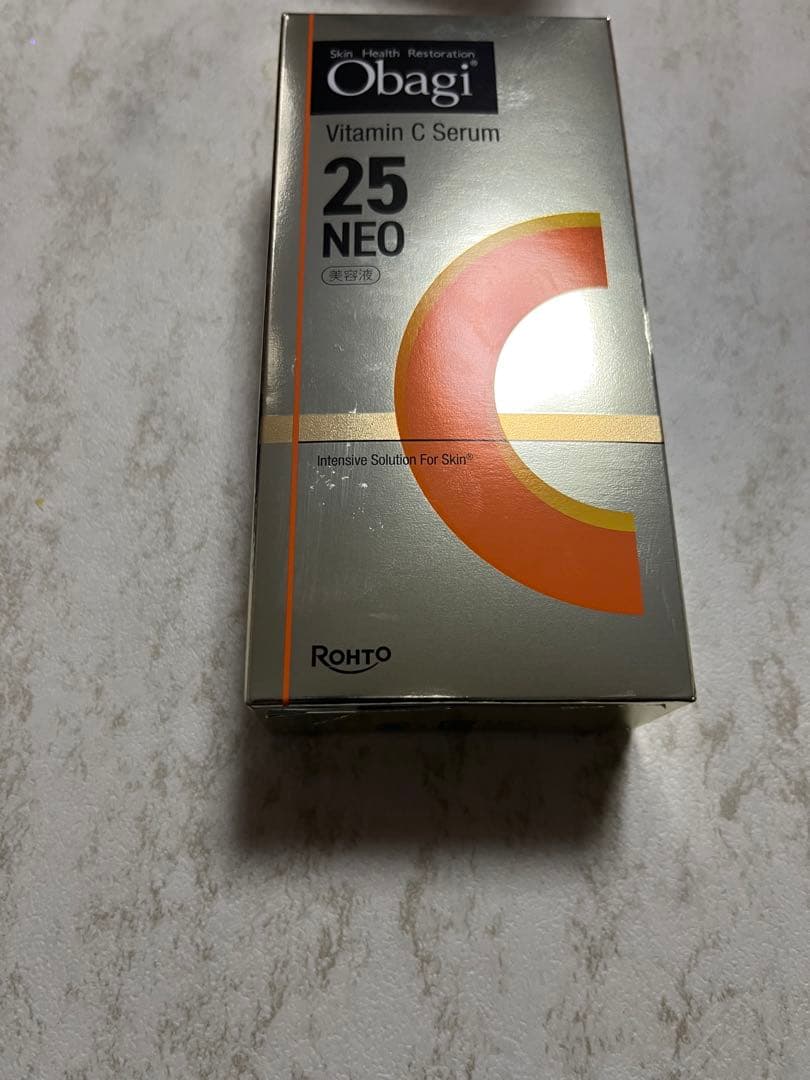 Skin Health Restoration
Obagi®
Vitamin C Serum
25
NEO
美容液
Intensive Solution For Skin®
ROHTO